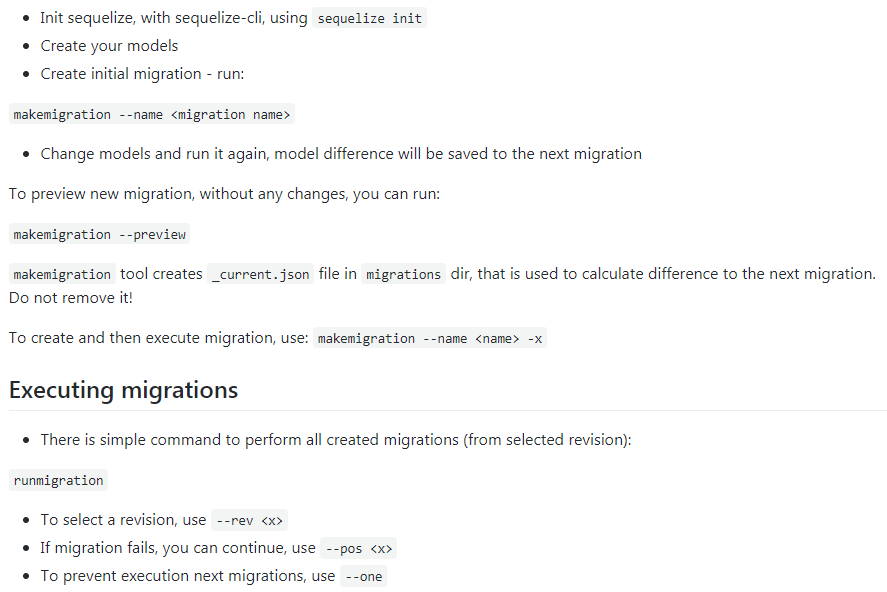 Init sequelize, with sequelize-cli, using sequelize init
Create your models
Create initial migration - run:
makemigration --name <migration name>
Change models and run it again, model difference will be saved to the next migration
To preview new migration, without any changes, you can run:
makemigration --preview
makemigration tool creates _current.json file in migrations dir, that is used to calculate difference to the next migration.
Do not remove it!
To create and then execute migration, use: makemigration --name <name> -x
Executing migrations
There is simple command to perform all created migrations (from selected revision):
runmigration
To select a revision, use --rev <x>
If migration fails, you can continue, use --pos <x>
To prevent execution next migrations, use --one